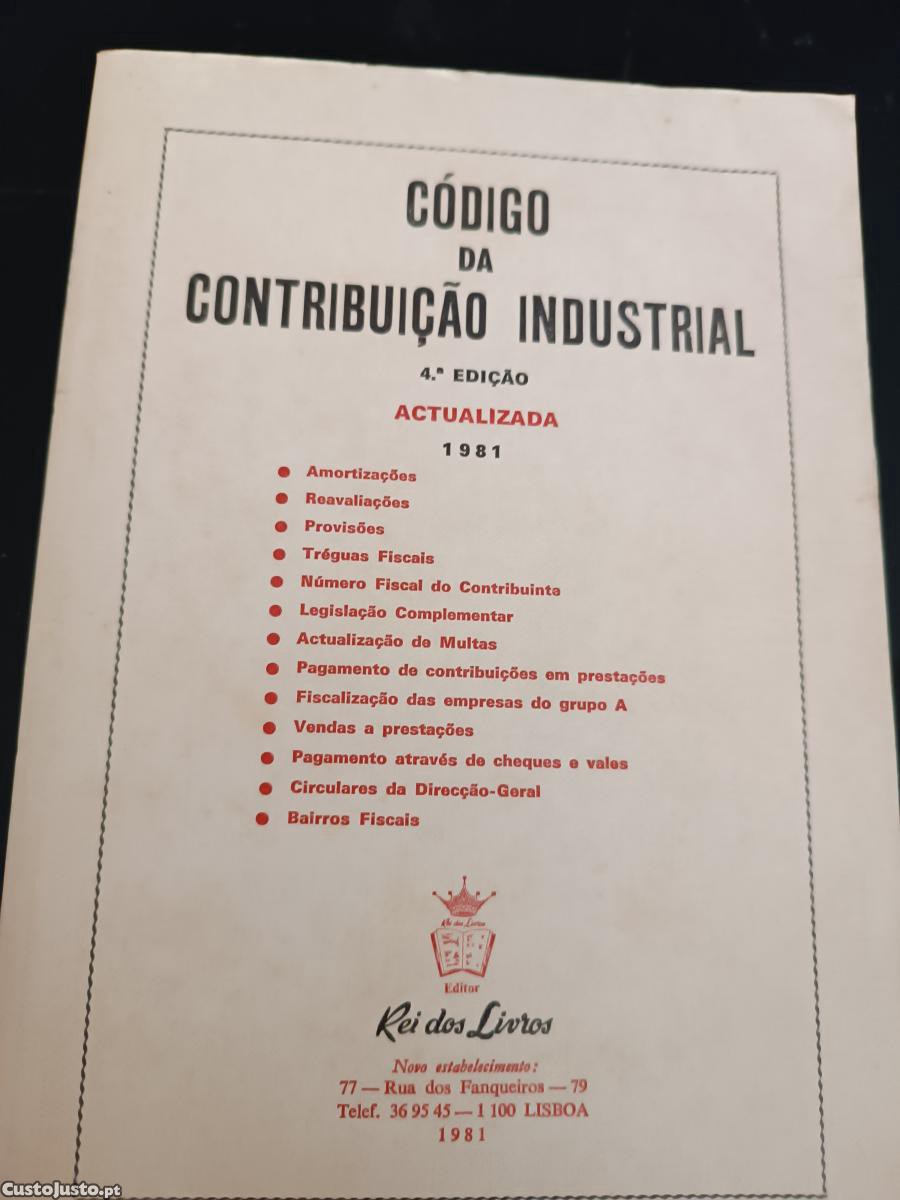 CÓDIGO
DA
CONTRIBUIÇÃO INDUSTRIAL
4.ª EDIÇÃO
ACTUALIZADA
1981
● Amortizações
● Reavaliações
● Provisões
● Tréguas Fiscais
● Número Fiscal do Contribuinte
● Legislação Complementar
● Actualização de Multas
● Pagamento de contribuições em prestações
● Fiscalização das empresas do grupo A
● Vendas a prestações
● Pagamento através de cheques e vales
● Circulares da Direcção-Geral
● Bairros Fiscais
Rei dos Livros
Editor
Rei dos Livros
Novo estabelecimento:
77 — Rua dos Fanqueiros — 79
Telef. 36 95 45 — 1 100 LISBOA
1981
CustoJusto.pt